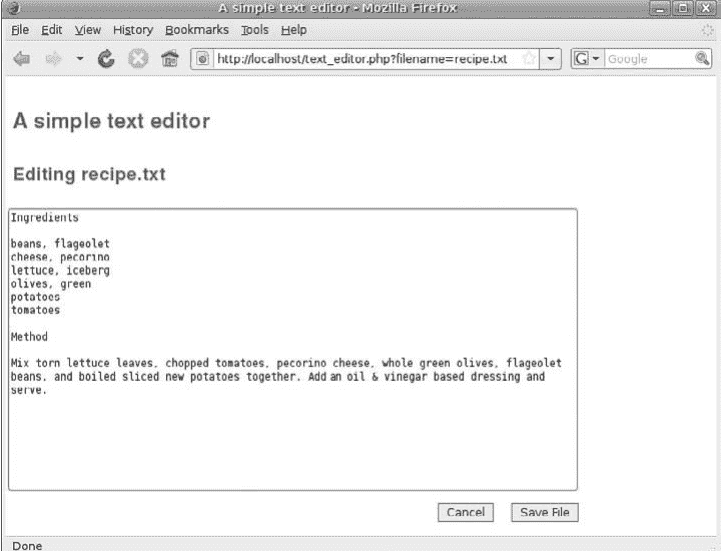 A simple text editor - Mozilla Firefox
File Edit View History Bookmarks Tools Help
http://localhost/text_editor.php?filename=recipe.txt
G Google
A simple text editor
Editing recipe.txt
Ingredients
beans, flageolet
cheese, pecorino
lettuce, iceberg
olives, green
potatoes
tomatoes
Method
Mix torn lettuce leaves, chopped tomatoes, pecorino cheese, whole green olives, flageolet
beans, and boiled sliced new potatoes together. Add an oil & vinegar based dressing and
serve.
Cancel Save File
Done